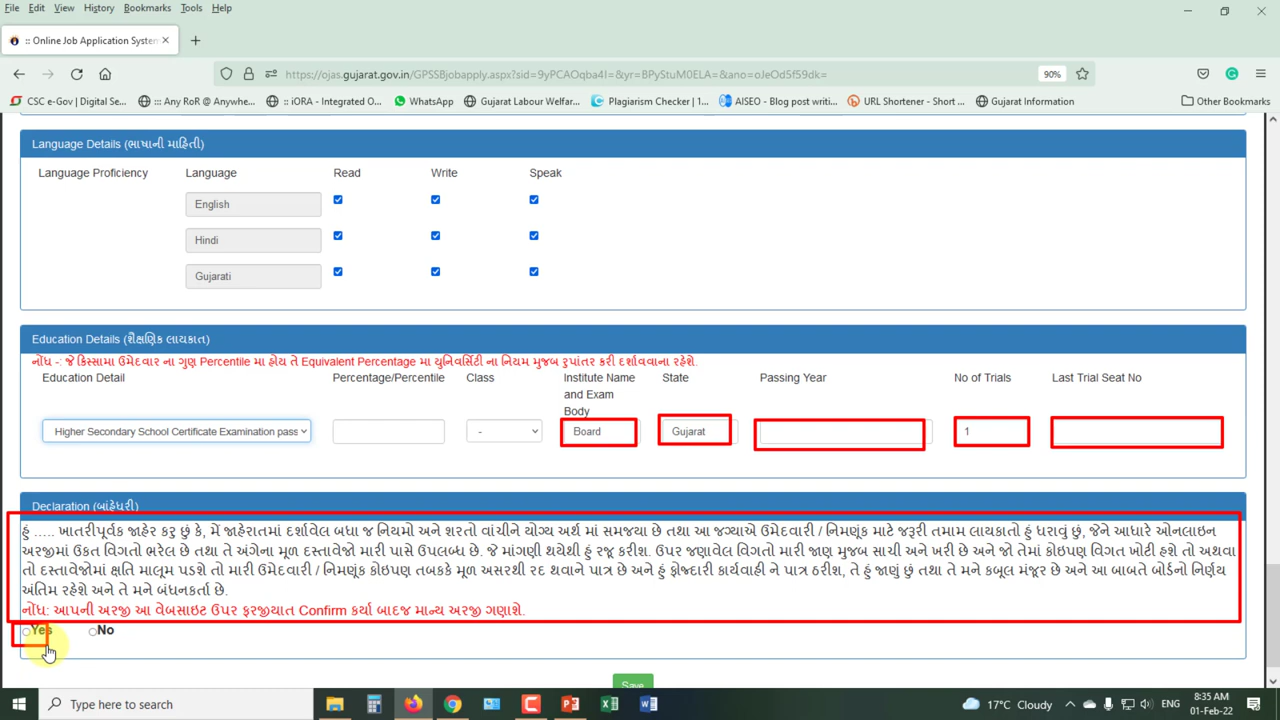 File Edit View History Bookmarks Tools Help
:: Online Job Application System
https://ojas.gujarat.gov.in/GPSSBjobapply.aspx?sid=9yPCAOqba4I=&yr=BPyStuM0ELA=&ano=oJeOd5f59dk= 90%
CSC e-Gov | Digital Se... ::: Any RoR @ Anywhe... :: iORA - Integrated O... WhatsApp Gujarat Labour Welfar... Plagiarism Checker | 1... AISEO - Blog post writi... URL Shortener - Short ... Gujarat Information Other Bookmarks
Language Details (ભાષાની માહિતી)
Language Proficiency Language Read Write Speak
English
Hindi
Gujarati
Education Details (શૈક્ષણિક લાયકાત)
નોંધ -: જે કિસ્સામા ઉમેદવાર ના ગુણ Percentile મા હોય તે Equivalent Percentage મા યુનિવર્સિટી ના નિયમ મુજબ રુપાંતર કરી દર્શાવવાના રહેશે.
Education Detail Percentage/Percentile Class Institute Name and Exam Body State Passing Year No of Trials Last Trial Seat No
Higher Secondary School Certificate Examination pass - Board Gujarat 1
Declaration (બાંહેધરી)
હું ..... ખાતરીપૂર્વક જાહેર કરુ છું કે, મેં જાહેરાતમાં દર્શાવેલ બધા જ નિયમો અને શરતો વાંચીને યોગ્ય અર્થ માં સમજયા છે તથા આ જગ્યાએ ઉમેદવારી / નિમણૂંક માટે જરૂરી તમામ લાયકાતો હું ધરાવું છું, જેને આધારે ઓનલાઇન
અરજીમાં ઉકત વિગતો ભરેલ છે તથા તે અંગેના મૂળ દસ્તાવેજો મારી પાસે ઉપલબ્ધ છે. જે માંગણી થયેથી હું રજૂ કરીશ. ઉપર જણાવેલ વિગતો મારી જાણ મુજબ સાચી અને ખરી છે અને જો તેમાં કોઇપણ વિગત ખોટી હશે તો અથવા
તો દસ્તાવેજોમાં ક્ષતિ માલૂમ પડશે તો મારી ઉમેદવારી / નિમણૂંક કોઇપણ તબકકે મૂળ અસરથી રદ થવાને પાત્ર છે અને હું ફોજદારી કાર્યવાહી ને પાત્ર ઠરીશ, તે હું જાણું છું તથા તે મને કબૂલ મંજૂર છે અને આ બાબતે બોર્ડનો નિર્ણય
અંતિમ રહેશે અને તે મને બંધનકર્તા છે.
નોંધ: આપની અરજી આ વેબસાઇટ ઉપર ફરજીયાત Confirm કર્યા બાદજ માન્ય અરજી ગણાશે.
Yes No
Save
Type here to search 17°C Cloudy ENG 8:35 AM
01-Feb-22